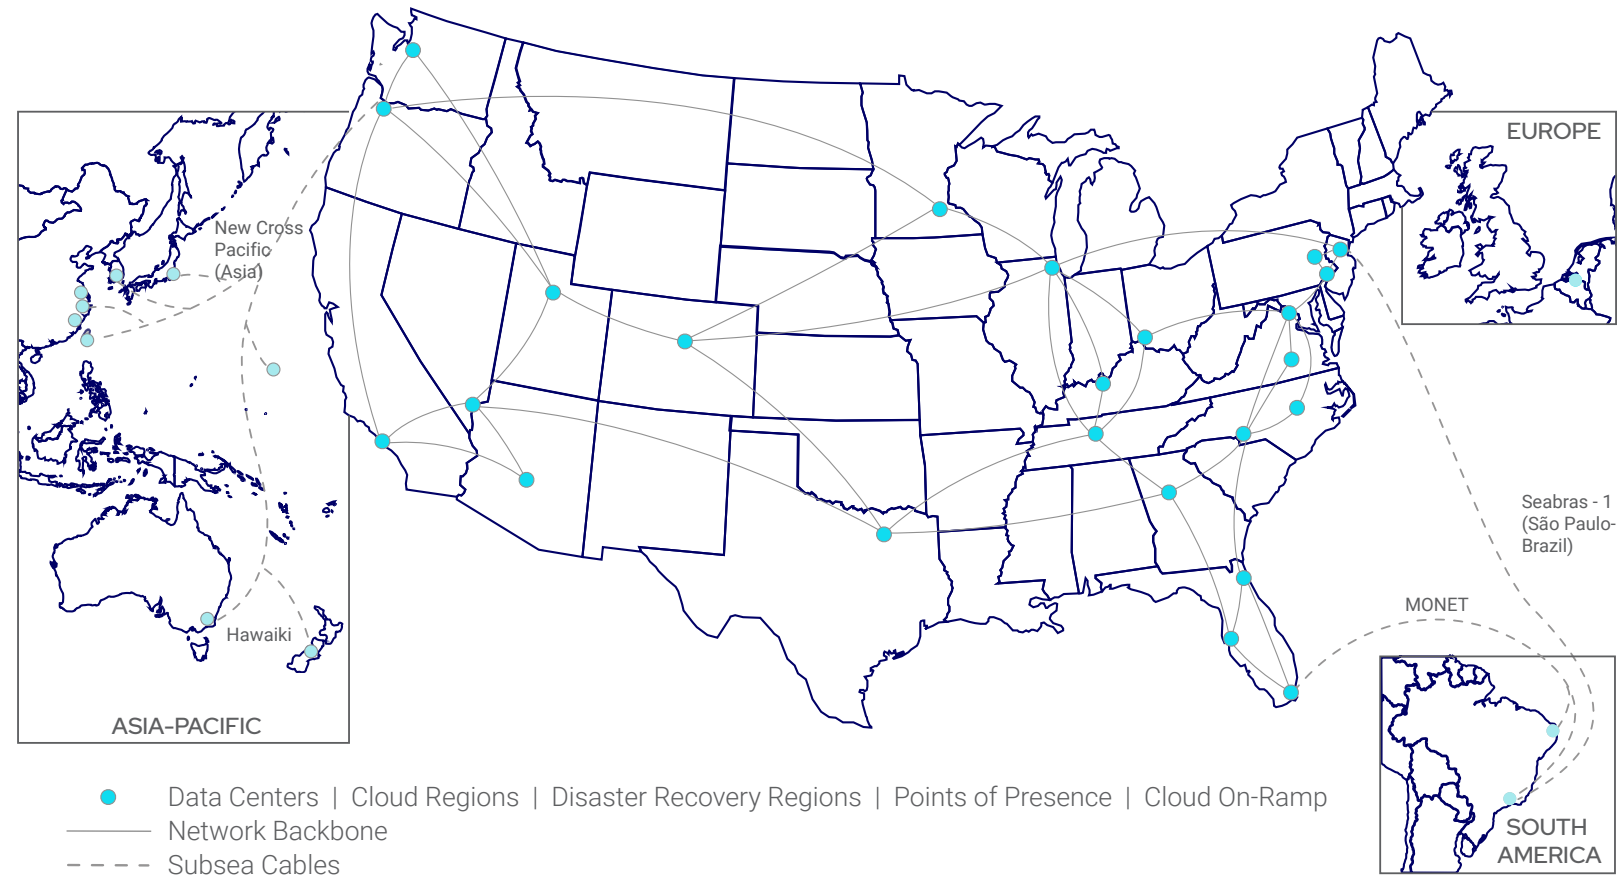 EUROPE
New Cross
Pacific
(Asia)
Seabras - 1
(São Paulo-
Brazil)
MONET
Hawaiki
ASIA-PACIFIC
Data Centers | Cloud Regions | Disaster Recovery Regions | Points of Presence | Cloud On-Ramp
Network Backbone
Subsea Cables
SOUTH
AMERICA